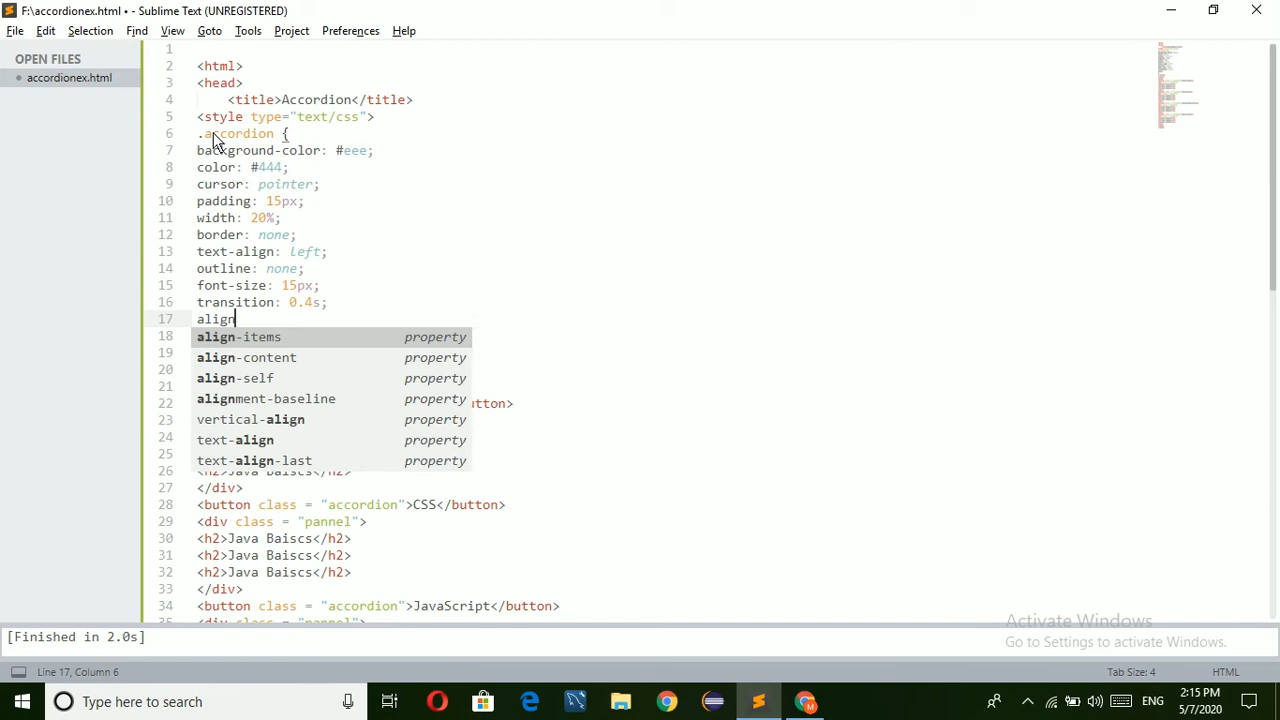 F:\accordionex.html • - Sublime Text (UNREGISTERED)
File Edit Selection Find View Goto Tools Project Preferences Help
OPEN FILES
accordionex.html
1
2 <html>
3 <head>
4 <title>Accordion</title>
5 <style type="text/css">
6 .accordion {
7 background-color: #eee;
8 color: #444;
9 cursor: pointer;
10 padding: 15px;
11 width: 20%;
12 border: none;
13 text-align: left;
14 outline: none;
15 font-size: 15px;
16 transition: 0.4s;
17 align
18 align-items property
19 align-content property
20
21 align-self property
22 alignment-baseline property utton>
23 vertical-align property
24 text-align property
25 text-align-last property
26 <h2>Java Baiscs</h2>
27 </div>
28 <button class = "accordion">CSS</button>
29 <div class = "pannel">
30 <h2>Java Baiscs</h2>
31 <h2>Java Baiscs</h2>
32 <h2>Java Baiscs</h2>
33 </div>
34 <button class = "accordion">JavaScript</button>
35 <div class = "pannel">
[Finished in 2.0s]
Activate Windows
Go to Settings to activate Windows.
Line 17, Column 6 Tab Size: 4 HTML
Type here to search
ENG
2:15 PM
5/7/2020